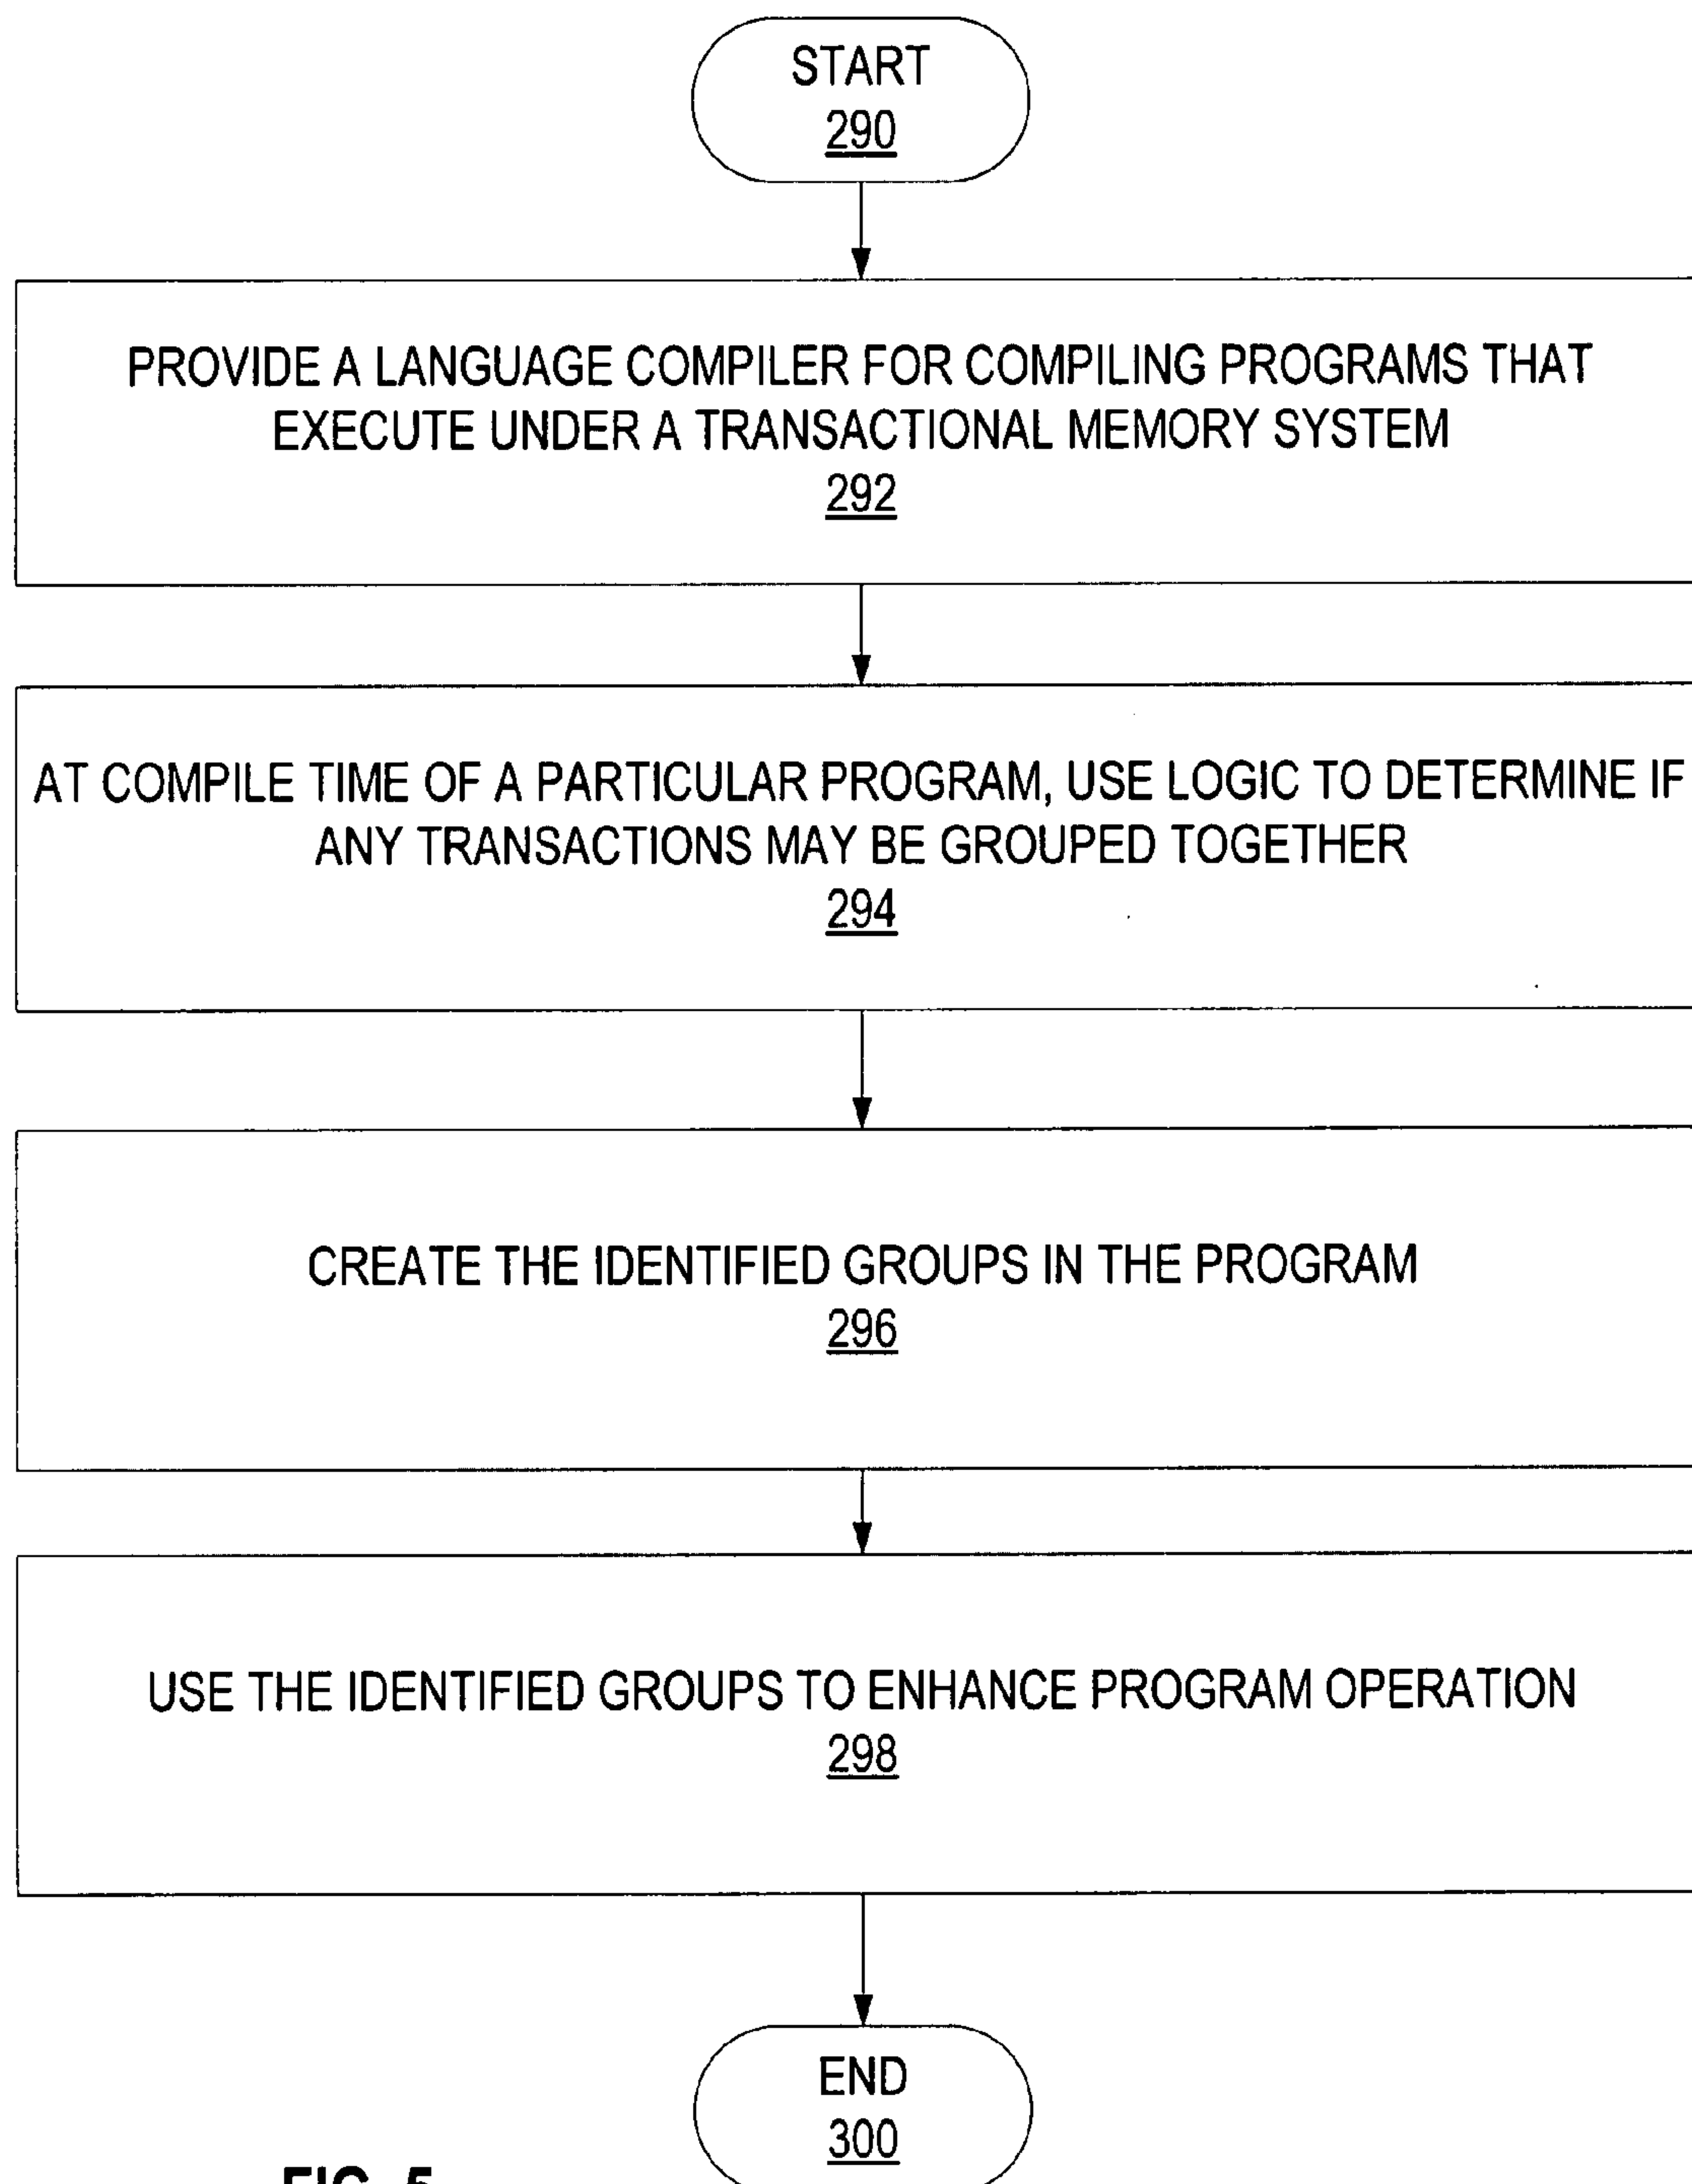 START
290
PROVIDE A LANGUAGE COMPILER FOR COMPILING PROGRAMS THAT
EXECUTE UNDER A TRANSACTIONAL MEMORY SYSTEM
292
AT COMPILE TIME OF A PARTICULAR PROGRAM, USE LOGIC TO DETERMINE IF
ANY TRANSACTIONS MAY BE GROUPED TOGETHER
294
CREATE THE IDENTIFIED GROUPS IN THE PROGRAM
296
USE THE IDENTIFIED GROUPS TO ENHANCE PROGRAM OPERATION
298
END
300
FIG. 5